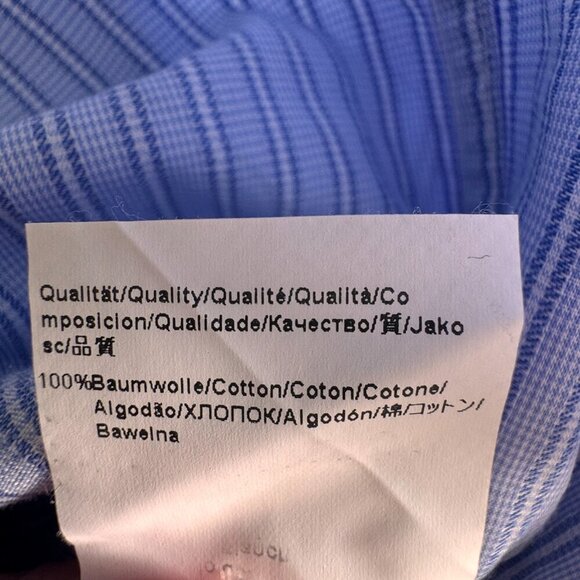 Qualität/Quality/Qualité/Qualità/Co
mposicion/Qualidade/Качество/質/Jako
sc/品質
100%Baumwolle/Cotton/Coton/Cotone/
Algodão/ХЛОПОК/Algodón/棉/コットン/
Bawelna